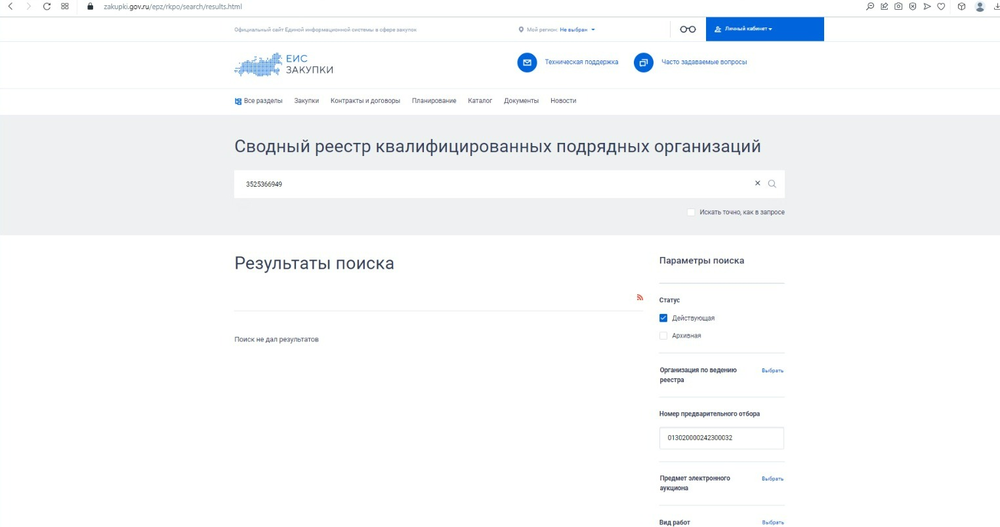 zakupki.gov.ru/epz/rkpo/search/results.html
Официальный сайт Единой информационной системы в сфере закупок
Мой регион: Не выбран
Личный кабинет
ЕИС
ЗАКУПКИ
Техническая поддержка
Часто задаваемые вопросы
Все разделы Закупки Контракты и договоры Планирование Каталог Документы Новости
Сводный реестр квалифицированных подрядных организаций
3525366949
Искать точно, как в запросе
Результаты поиска
Поиск не дал результатов
Параметры поиска
Статус
Действующая
Архивная
Организация по ведению Выбрать
реестра
Номер предварительного отбора
013020000242300032
Предмет электронного Выбрать
аукциона
Вид работ Выбрать